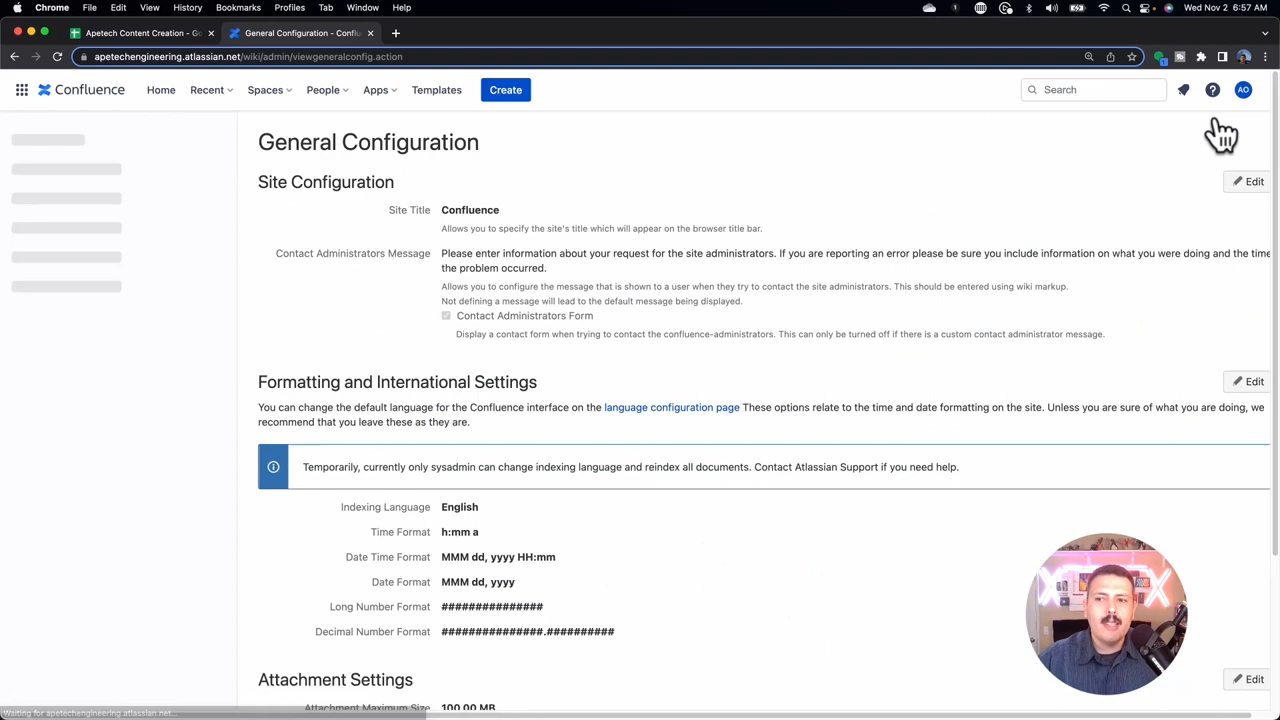 Chrome File Edit View History Bookmarks Profiles Tab Window Help Wed Nov 2 6:57 AM
Apetech Content Creation - Go × General Configuration - Conflu × +
apetechengineering.atlassian.net/wiki/admin/viewgeneralconfig.action
Confluence Home Recent Spaces People Apps Templates Create Search AO
General Configuration
Site Configuration
Edit
Site Title Confluence
Allows you to specify the site's title which will appear on the browser title bar.
Contact Administrators Message Please enter information about your request for the site administrators. If you are reporting an error please be sure you include information on what you were doing and the time
the problem occurred.
Allows you to configure the message that is shown to a user when they try to contact the site administrators. This should be entered using wiki markup.
Not defining a message will lead to the default message being displayed.
Contact Administrators Form
Display a contact form when trying to contact the confluence-administrators. This can only be turned off if there is a custom contact administrator message.
Formatting and International Settings
Edit
You can change the default language for the Confluence interface on the language configuration page These options relate to the time and date formatting on the site. Unless you are sure of what you are doing, we
recommend that you leave these as they are.
Temporarily, currently only sysadmin can change indexing language and reindex all documents. Contact Atlassian Support if you need help.
Indexing Language English
Time Format h:mm a
Date Time Format MMM dd, yyyy HH:mm
Date Format MMM dd, yyyy
Long Number Format ###############
Decimal Number Format ###############.##########
Attachment Settings
Edit
Attachment Maximum Size 100.00 MB
Waiting for apetechengineering.atlassian.net...